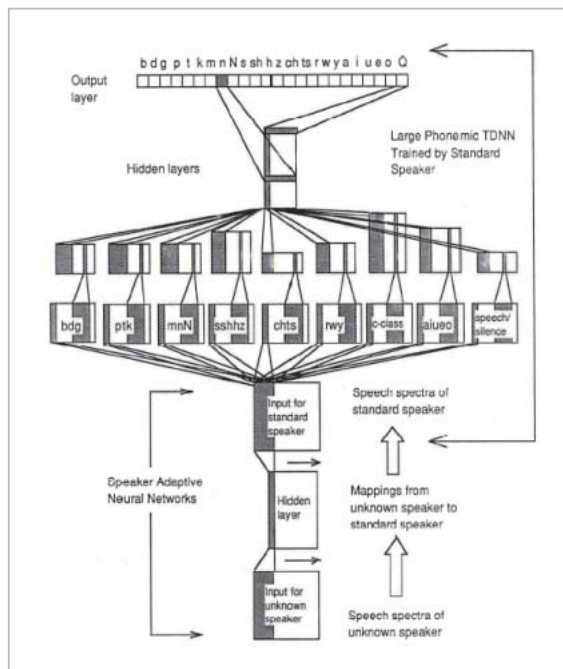 b d g p t k m n N s sh h z ch ts r w y a i u e o Q
Output
layer
Large Phonemic TDNN
Trained by Standard
Speaker
Hidden layers
bdg
ptk
mnN
sshhz
chts
rwy
c-class
aiueo
speech/
silence
Input for
standard
speaker
Speech spectra of
standard speaker
Speaker Adaptive
Neural Networks
Hidden
layer
Mappings from
unknown speaker to
standard speaker
Input for
unknown
speaker
Speech spectra of
unknown speaker